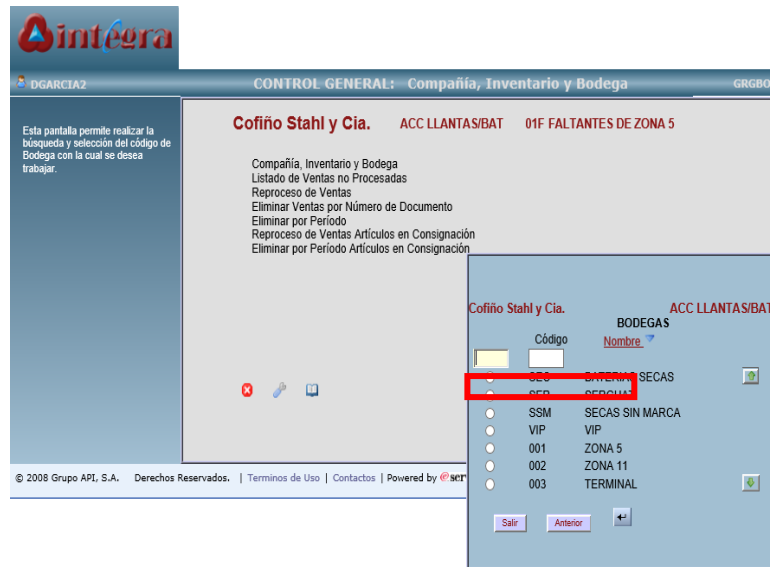 intégra
DGARCIA2
CONTROL GENERAL: Compañía, Inventario y Bodega
GRGBO
Esta pantalla permite realizar la
búsqueda y selección del código de
Bodega con la cual se desea
trabajar.
Cofiño Stahl y Cia. ACC LLANTAS/BAT 01F FALTANTES DE ZONA 5
Compañía, Inventario y Bodega
Listado de Ventas no Procesadas
Reproceso de Ventas
Eliminar Ventas por Número de Documento
Eliminar por Período
Reproceso de Ventas Artículos en Consignación
Eliminar por Período Artículos en Consignación
© 2008 Grupo API, S.A. Derechos Reservados. | Terminos de Uso | Contactos | Powered by eser
Cofiño Stahl y Cia. ACC LLANTAS/BAT
BODEGAS
Código Nombre
SEC BATERIAS SECAS
SSM SECAS SIN MARCA
VIP VIP
001 ZONA 5
002 ZONA 11
003 TERMINAL
Salir Anterior